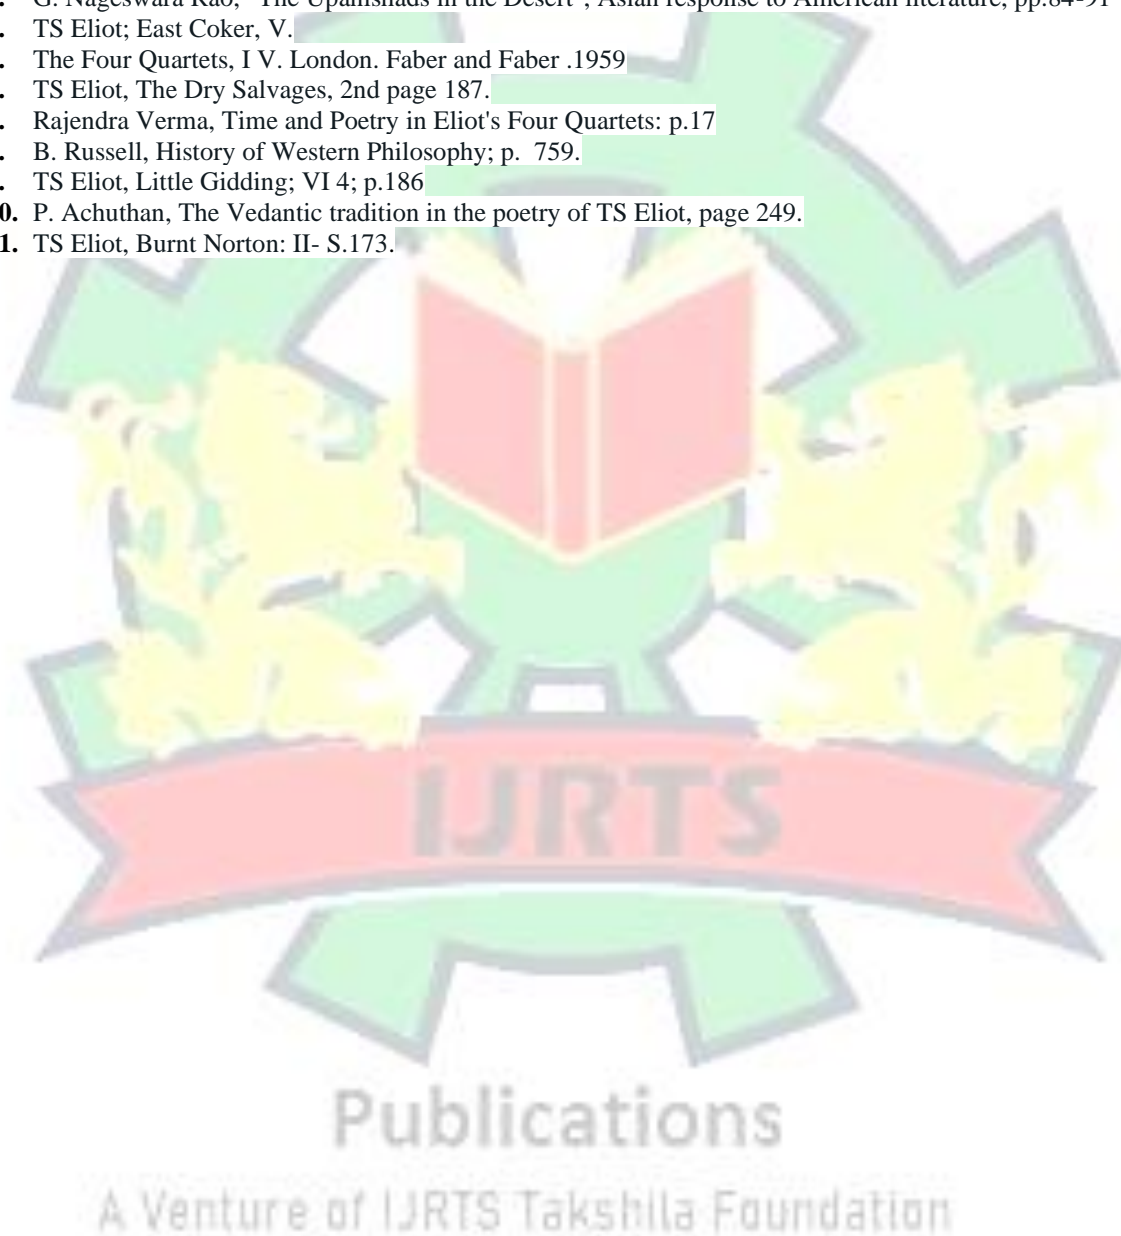 . G. Nageswara Rao, "The Upanishads in the Desert", Asian response to American literature, pp.84-91
. TS Eliot; East Coker, V.
. The Four Quartets, I V. London. Faber and Faber .1959
. TS Eliot, The Dry Salvages, 2nd page 187.
. Rajendra Verma, Time and Poetry in Eliot's Four Quartets: p.17
. B. Russell, History of Western Philosophy; p. 759.
. TS Eliot, Little Gidding; VI 4; p.186
0. P. Achuthan, The Vedantic tradition in the poetry of TS Eliot, page 249.
1. TS Eliot, Burnt Norton: II- S.173.
IJRTS
Publications
A Venture of IJRTS Takshila Foundation